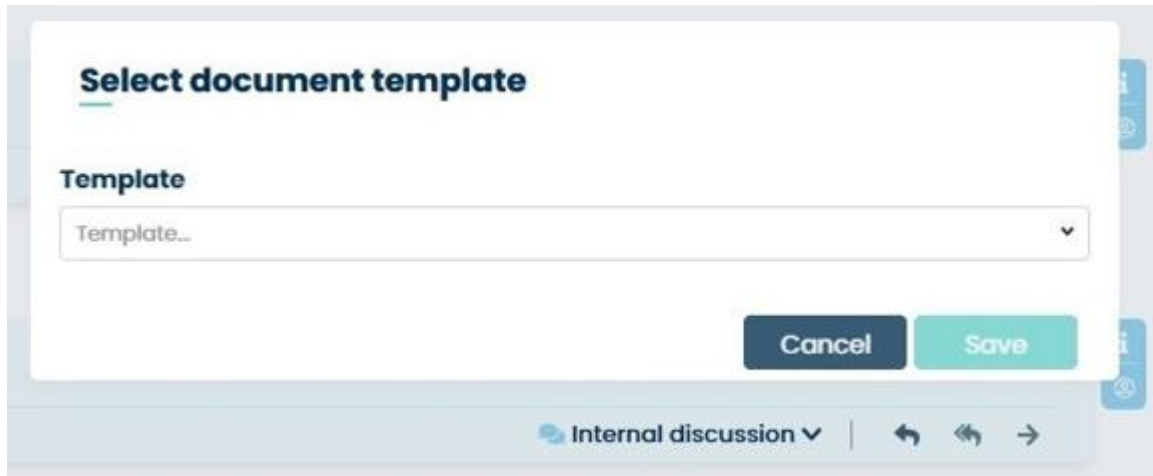 Select document template
Template
Template...
Cancel Save
Internal discussion